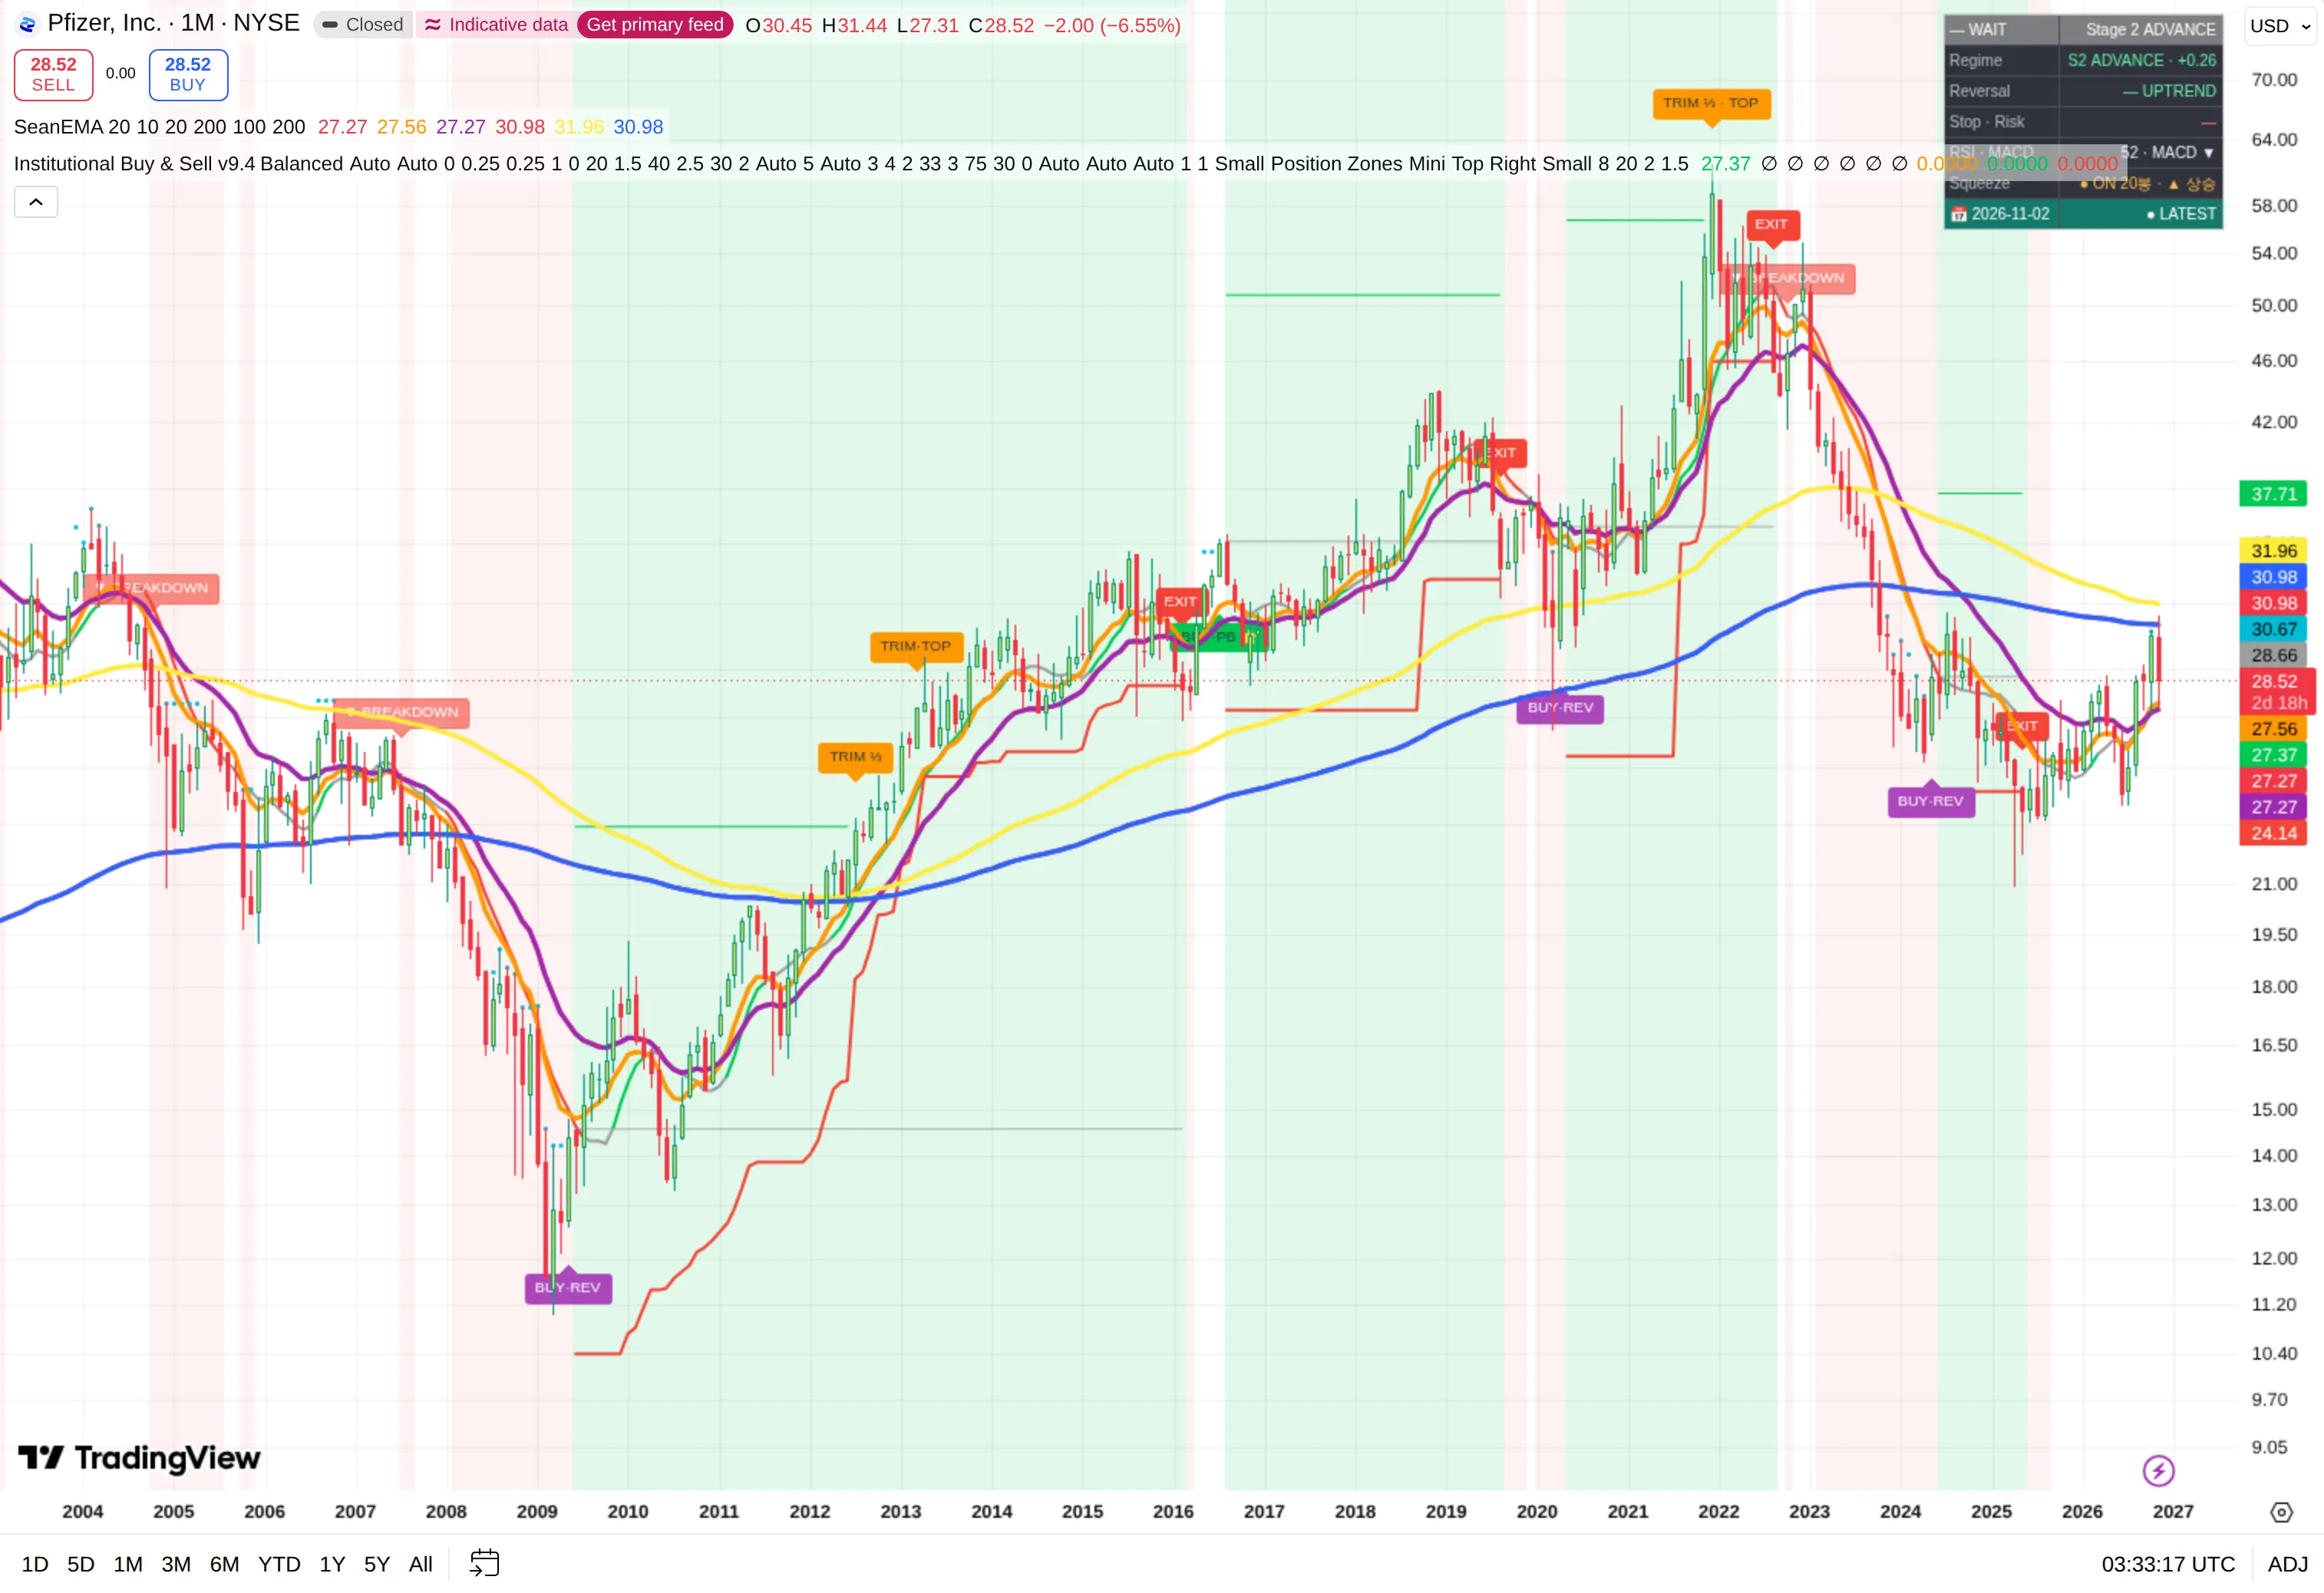 Pfizer, Inc. · 1M · NYSE Closed Indicative data Get primary feed O30.45 H31.44 L27.31 C28.52 −2.00 (−6.55%)
28.52 SELL 0.00 28.52 BUY
SeanEMA 20 10 20 200 100 200 27.27 27.56 27.27 30.98 31.96 30.98
Institutional Buy & Sell v9.4 Balanced Auto Auto 0 0.25 0.25 1 0 20 1.5 40 2.5 30 2 Auto 5 Auto 3 4 2 33 3 75 30 0 Auto Auto Auto 1 1 Small Position Zones Mini Top Right Small 8 20 2 1.5 27.37 ∅ ∅ ∅ ∅ ∅ ∅ 0.0000 0.0000 0.0000
— WAIT Stage 2 ADVANCE
Regime S2 ADVANCE · +0.26
Reversal — UPTREND
Stop · Risk —
RSI · MACD 52 · MACD ▼
Squeeze ● ON 20봉 · ▲ 상승
📅 2026-11-02 ● LATEST
USD
70.00
64.00
58.00
54.00
50.00
46.00
42.00
37.71
31.96
30.98
30.98
30.67
28.66
28.52
2d 18h
27.56
27.37
27.27
27.27
24.14
21.00
19.50
18.00
16.50
15.00
14.00
13.00
12.00
11.20
10.40
9.70
9.05
TRIM ⅓ · TOP
EXIT
BREAKDOWN
EXIT
BREAKDOWN
EXIT
TRIM·TOP
BREAKDOWN
BUY-REV
EXIT
TRIM ⅓
BUY-REV
BUY-REV
TradingView
2004 2005 2006 2007 2008 2009 2010 2011 2012 2013 2014 2015 2016 2017 2018 2019 2020 2021 2022 2023 2024 2025 2026 2027
1D 5D 1M 3M 6M YTD 1Y 5Y All 03:33:17 UTC ADJ